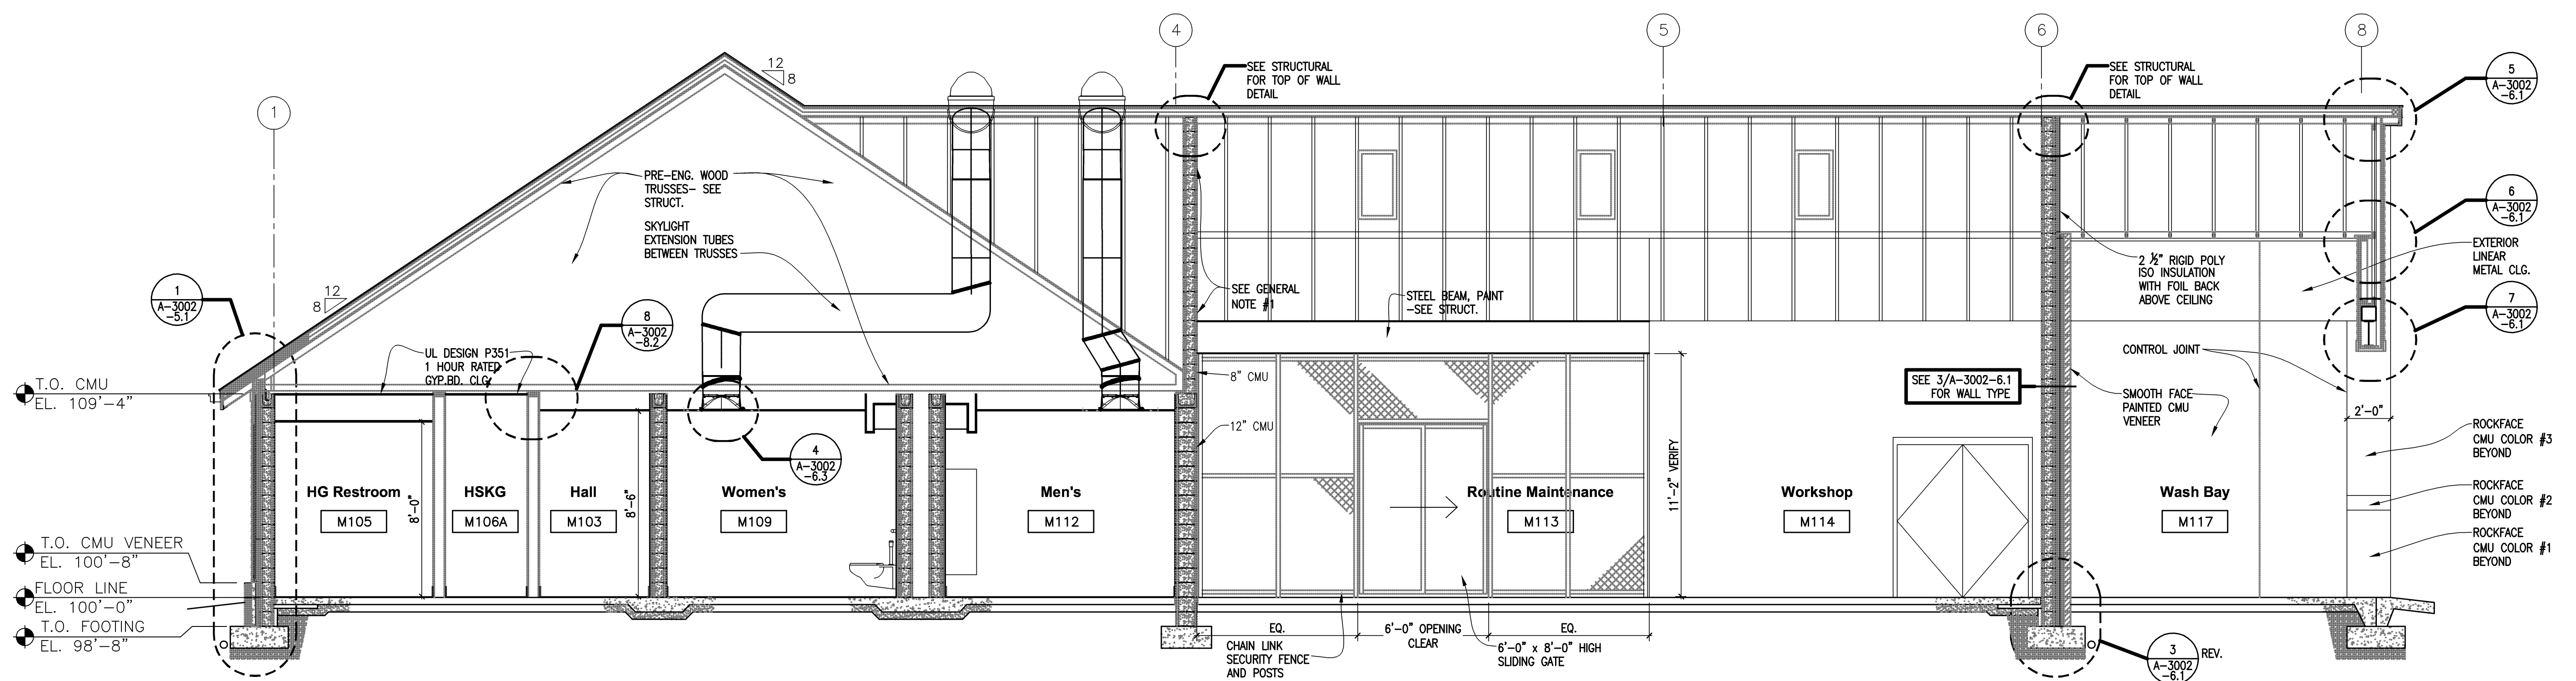 1
12
8
4
SEE STRUCTURAL
FOR TOP OF WALL
DETAIL
5
6
SEE STRUCTURAL
FOR TOP OF WALL
DETAIL
8
5
A-3002
-6.1
PRE-ENG. WOOD
TRUSSES- SEE
STRUCT.
SKYLIGHT
EXTENSION TUBES
BETWEEN TRUSSES
6
A-3002
-6.1
EXTERIOR
LINEAR
METAL CLG.
2 ½" RIGID POLY
ISO INSULATION
WITH FOIL BACK
ABOVE CEILING
1
A-3002
-5.1
12
8
8
A-3002
-8.2
SEE GENERAL
NOTE #1
STEEL BEAM, PAINT
-SEE STRUCT.
7
A-3002
-6.1
UL DESIGN P351
1 HOUR RATED
GYP.BD. CLG.
CONTROL JOINT
T.O. CMU
EL. 109'-4"
8" CMU
12" CMU
SEE 3/A-3002-6.1
FOR WALL TYPE
SMOOTH FACE
PAINTED CMU
VENEER
2'-0"
ROCKFACE
CMU COLOR #3
BEYOND
4
A-3002
-6.3
HG Restroom
M105
8'-0"
HSKG
M106A
Hall
M103
8'-6"
Women's
M109
Men's
M112
Routine Maintenance
M113
11'-2" VERIFY
Workshop
M114
Wash Bay
M117
ROCKFACE
CMU COLOR #2
BEYOND
ROCKFACE
CMU COLOR #1
BEYOND
T.O. CMU VENEER
EL. 100'-8"
FLOOR LINE
EL. 100'-0"
T.O. FOOTING
EL. 98'-8"
EQ.
6'-0" OPENING
CLEAR
EQ.
CHAIN LINK
SECURITY FENCE
AND POSTS
6'-0" x 8'-0" HIGH
SLIDING GATE
3
A-3002
-6.1
REV.